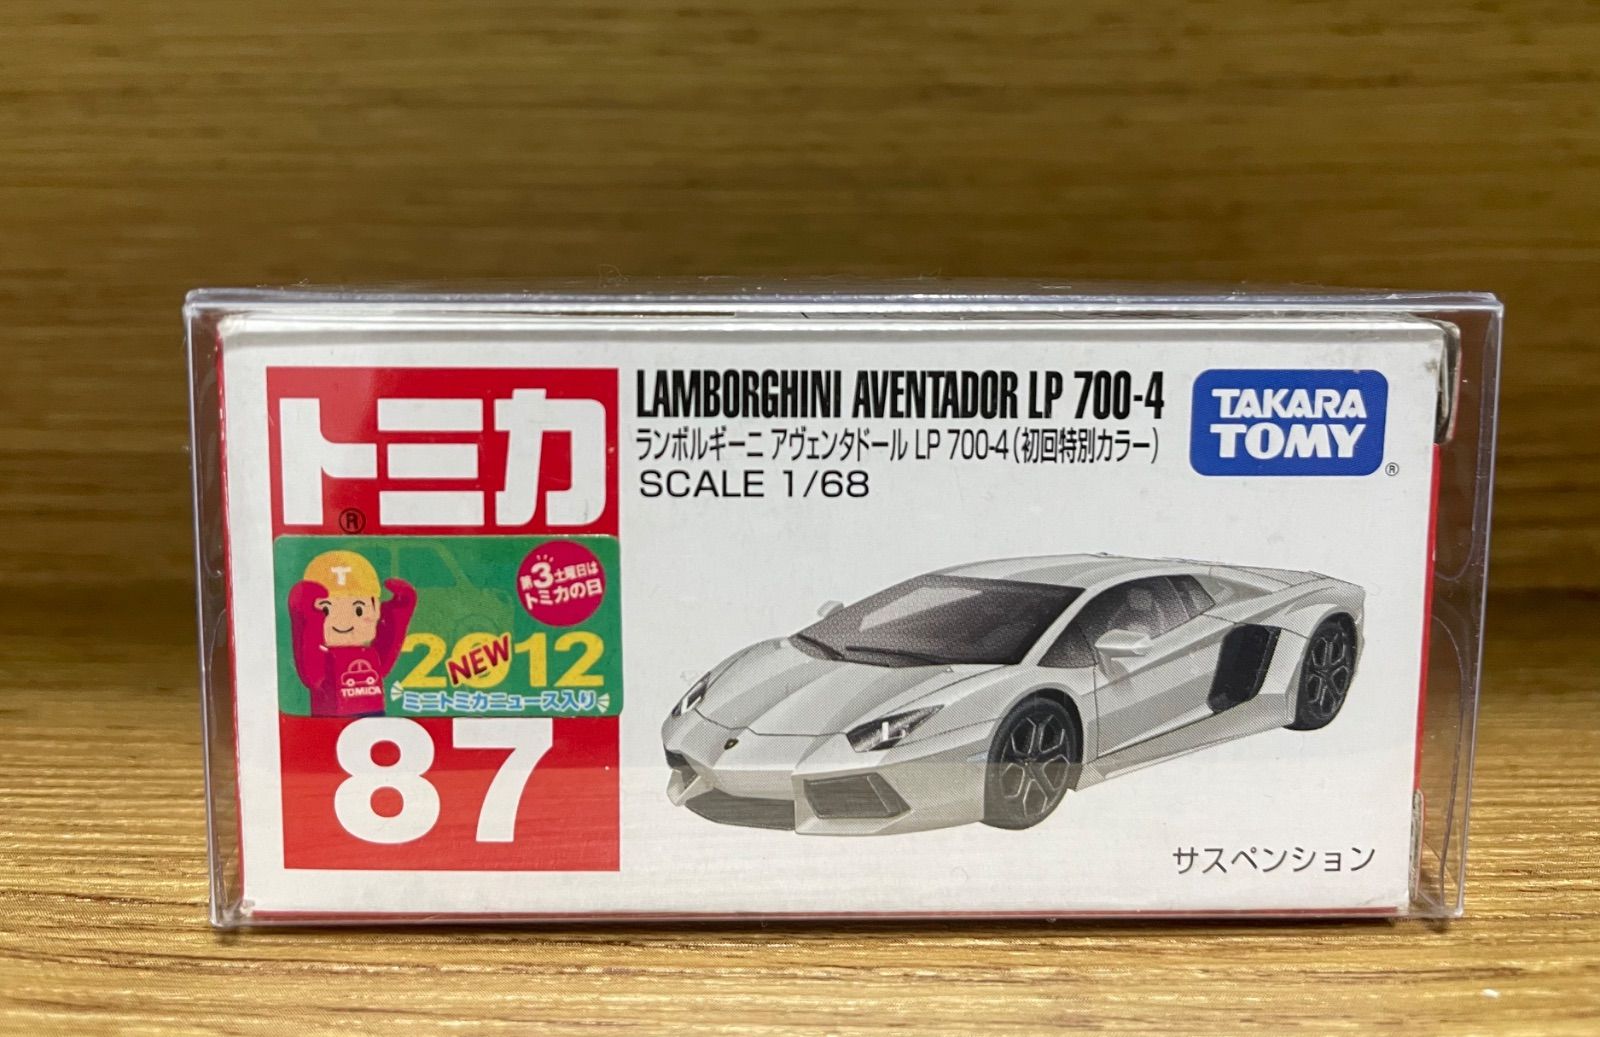 トミカ
®
LAMBORGHINI AVENTADOR LP 700-4
ランボルギーニ アヴェンタドール LP 700-4(初回特別カラー)
SCALE 1/68
TAKARA
TOMY
®
T
第3土曜日は
トミカの日
2012
NEW
TOMICA
ミニトミカニュース入り
87
サスペンション